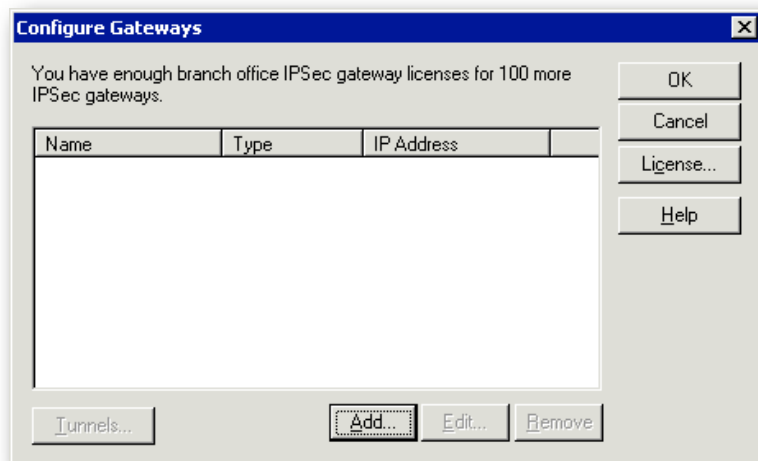 Configure Gateways
You have enough branch office IPSec gateway licenses for 100 more
IPSec gateways.
OK
Cancel
License...
Help
Name Type IP Address
Tunnels... Add... Edit... Remove